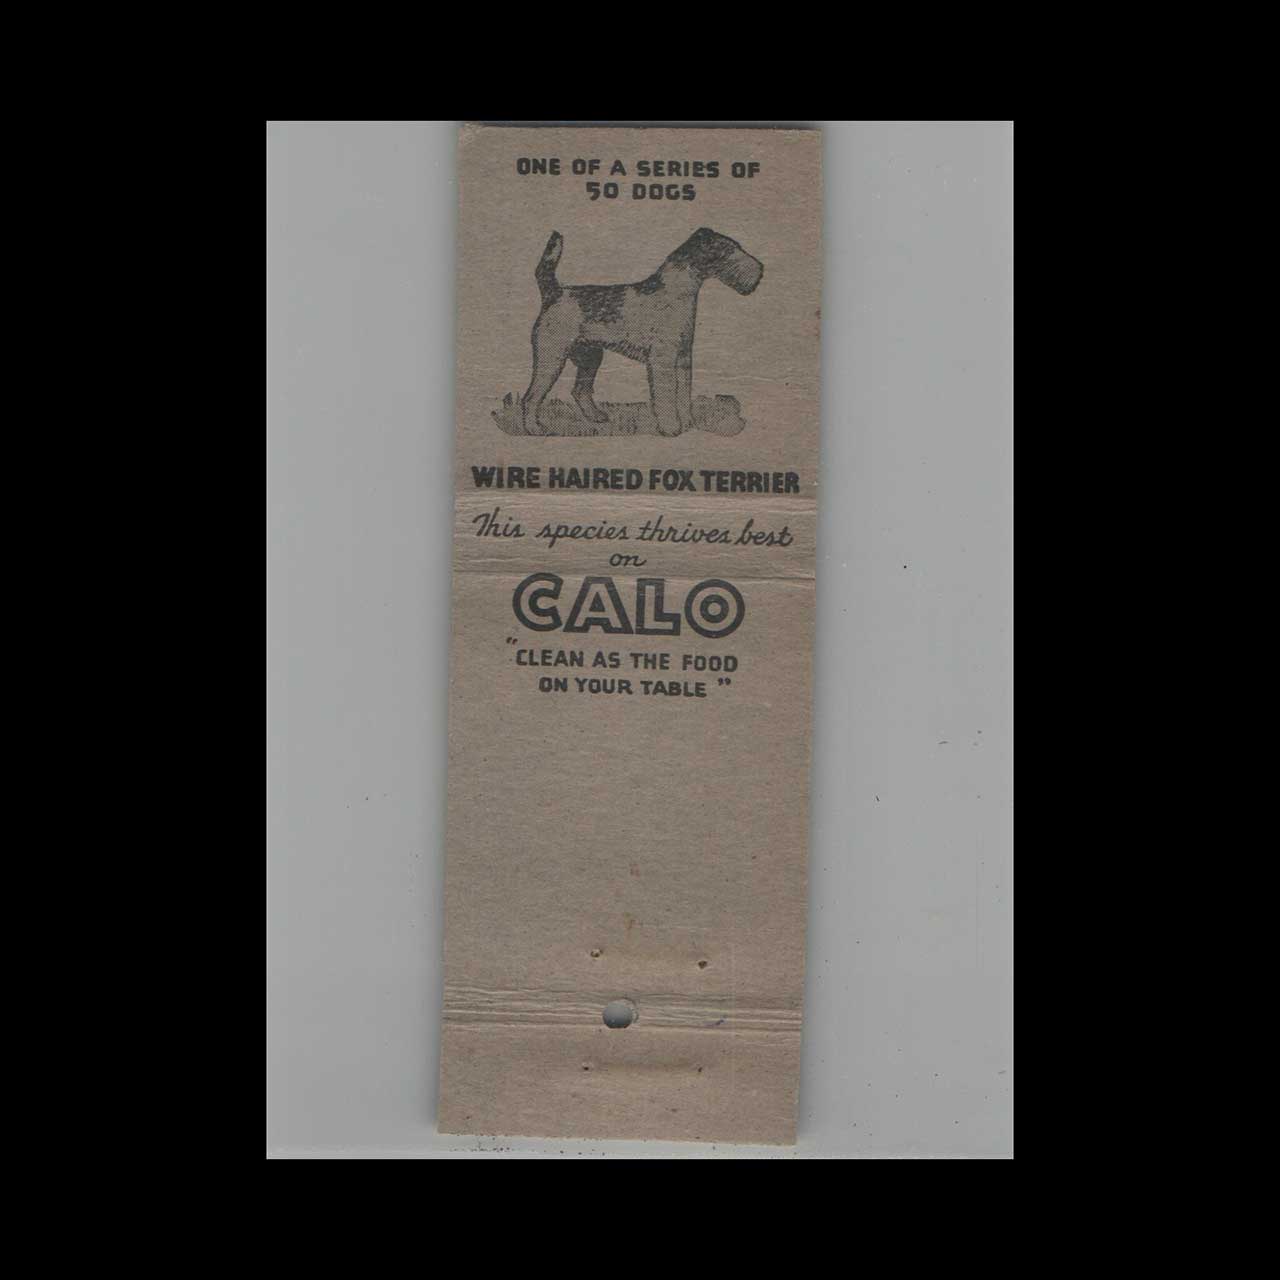 ONE OF A SERIES OF
50 DOGS
WIRE HAIRED FOX TERRIER
This species thrives best
on
CALO
"CLEAN AS THE FOOD
ON YOUR TABLE"